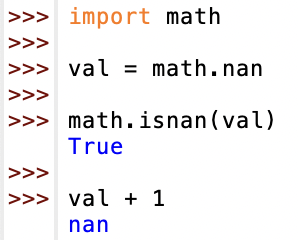 >>> import math
>>>
>>> val = math.nan
>>>
>>> math.isnan(val)
True
>>>
>>> val + 1
nan